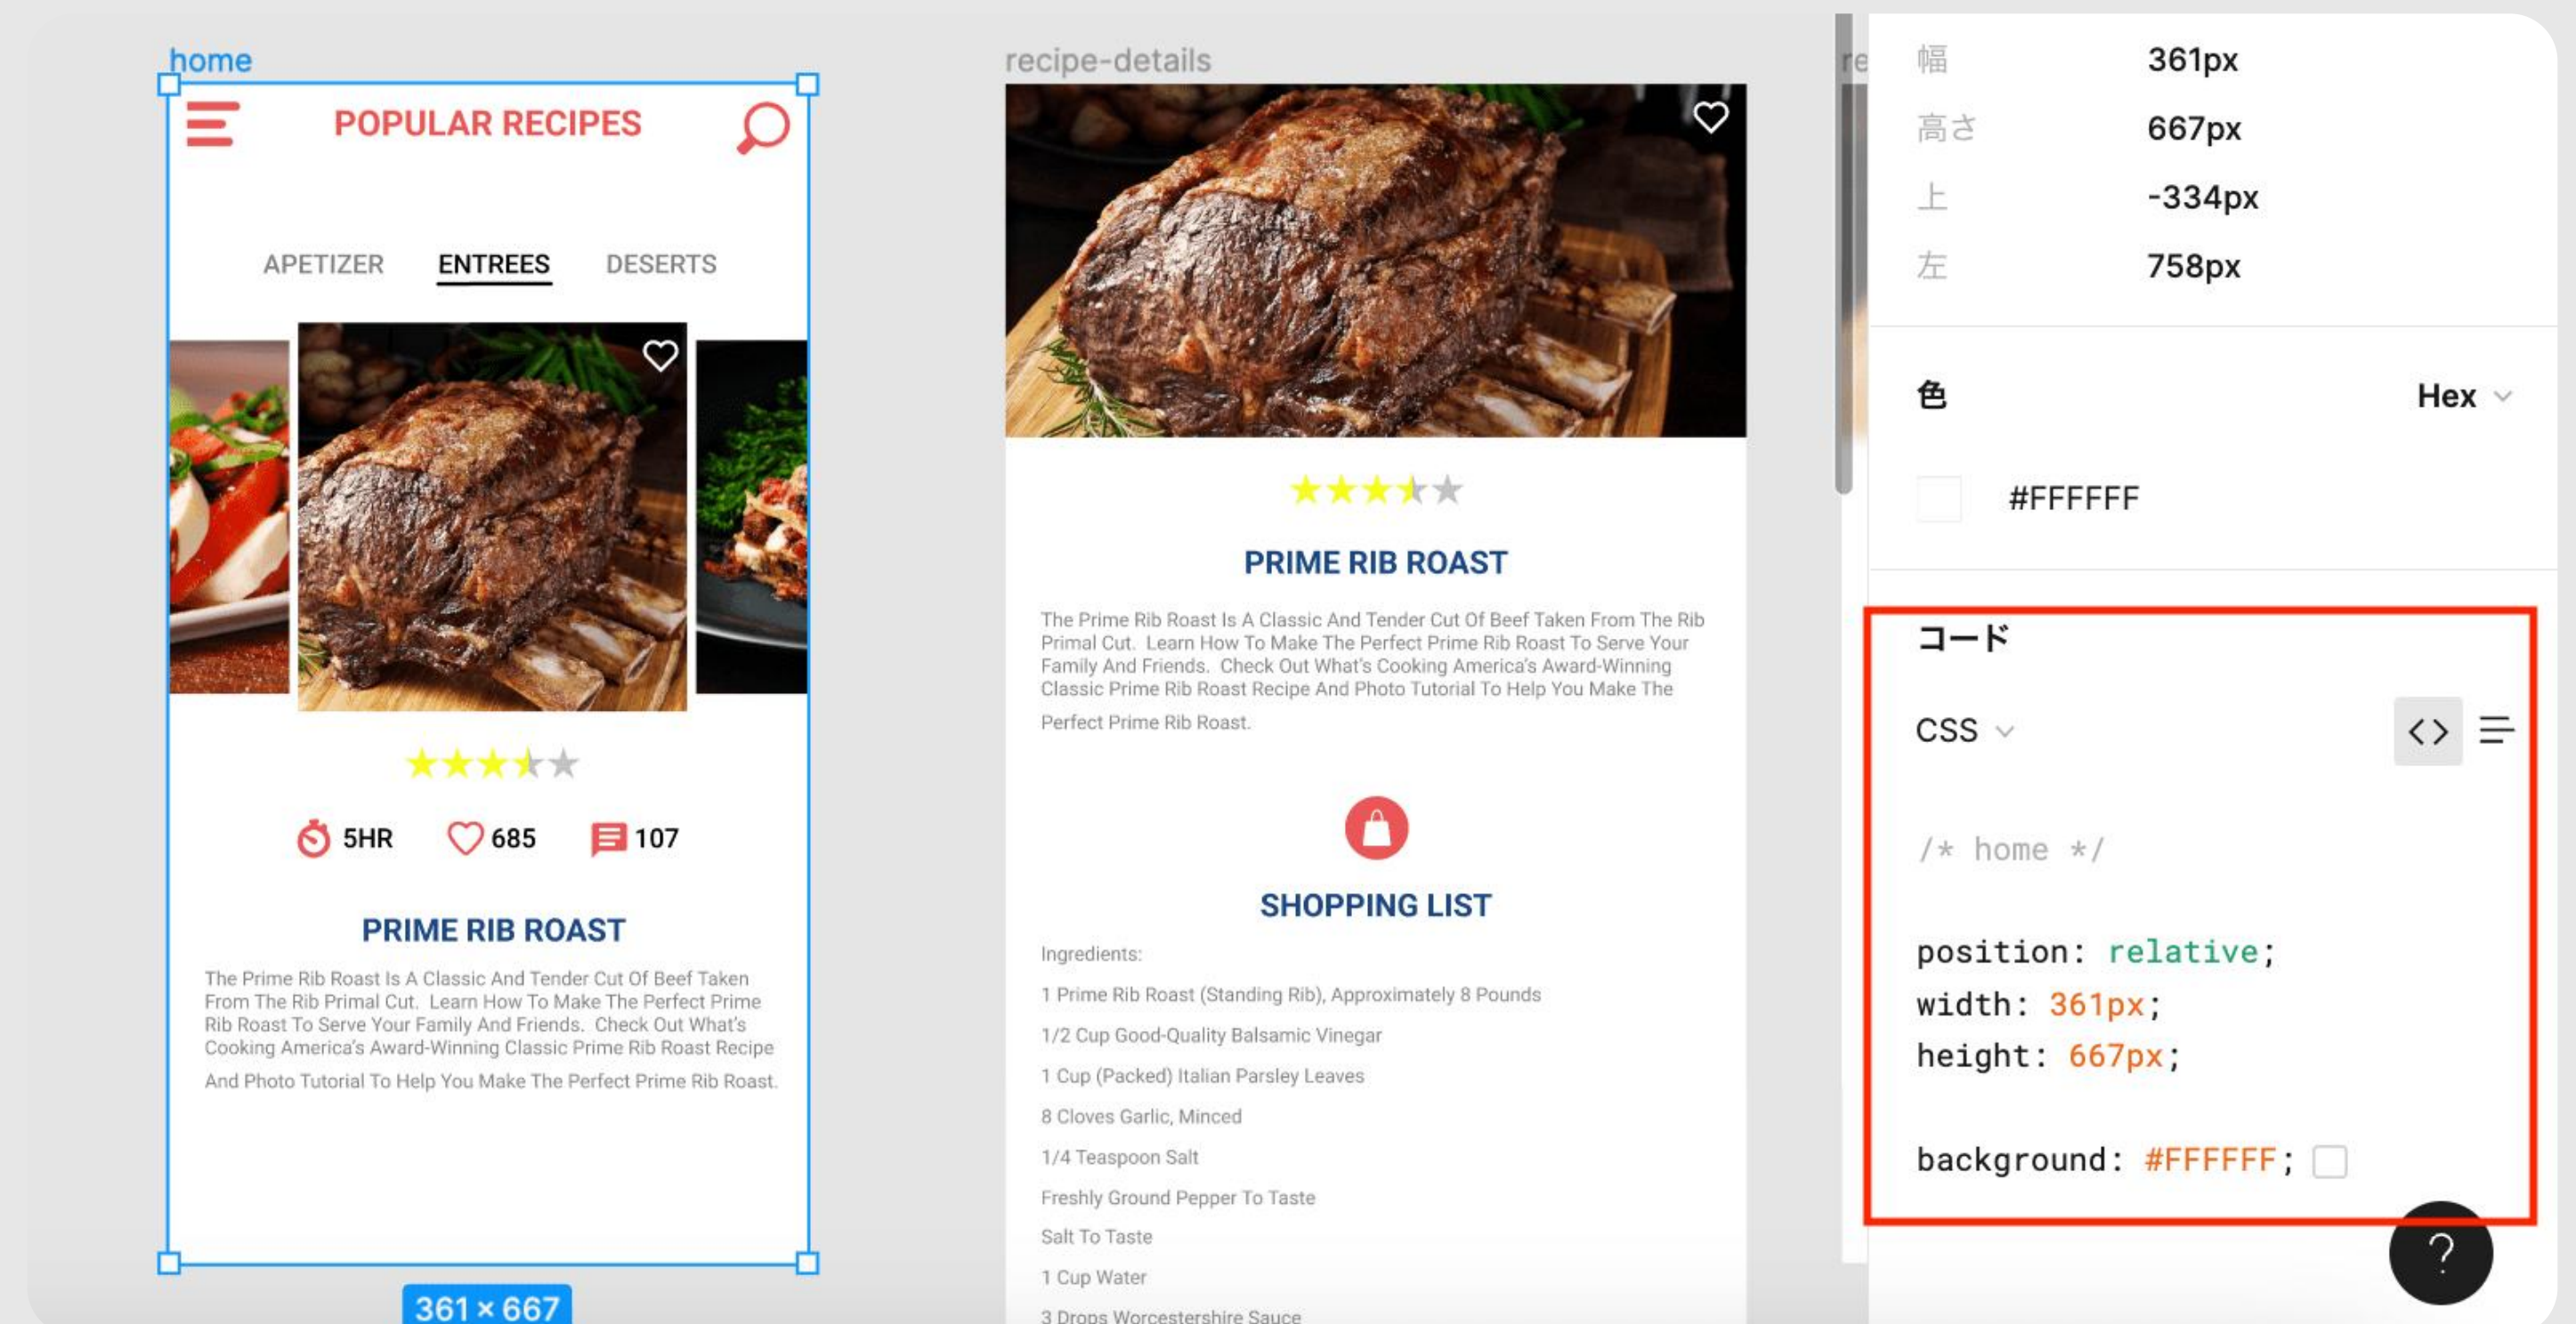 home
POPULAR RECIPES
APETIZER ENTREES DESERTS
5HR 685 107
PRIME RIB ROAST
The Prime Rib Roast Is A Classic And Tender Cut Of Beef Taken
From The Rib Primal Cut. Learn How To Make The Perfect Prime
Rib Roast To Serve Your Family And Friends. Check Out What's
Cooking America's Award-Winning Classic Prime Rib Roast Recipe
And Photo Tutorial To Help You Make The Perfect Prime Rib Roast.
361 × 667
recipe-details
PRIME RIB ROAST
The Prime Rib Roast Is A Classic And Tender Cut Of Beef Taken From The Rib
Primal Cut. Learn How To Make The Perfect Prime Rib Roast To Serve Your
Family And Friends. Check Out What's Cooking America's Award-Winning
Classic Prime Rib Roast Recipe And Photo Tutorial To Help You Make The
Perfect Prime Rib Roast.
SHOPPING LIST
Ingredients:
1 Prime Rib Roast (Standing Rib), Approximately 8 Pounds
1/2 Cup Good-Quality Balsamic Vinegar
1 Cup (Packed) Italian Parsley Leaves
8 Cloves Garlic, Minced
1/4 Teaspoon Salt
Freshly Ground Pepper To Taste
Salt To Taste
1 Cup Water
3 Drops Worcestershire Sauce
re
幅 361px
高さ 667px
上 -334px
左 758px
色 Hex
#FFFFFF
コード
CSS <>
/* home */
position: relative;
width: 361px;
height: 667px;
background: #FFFFFF;
?